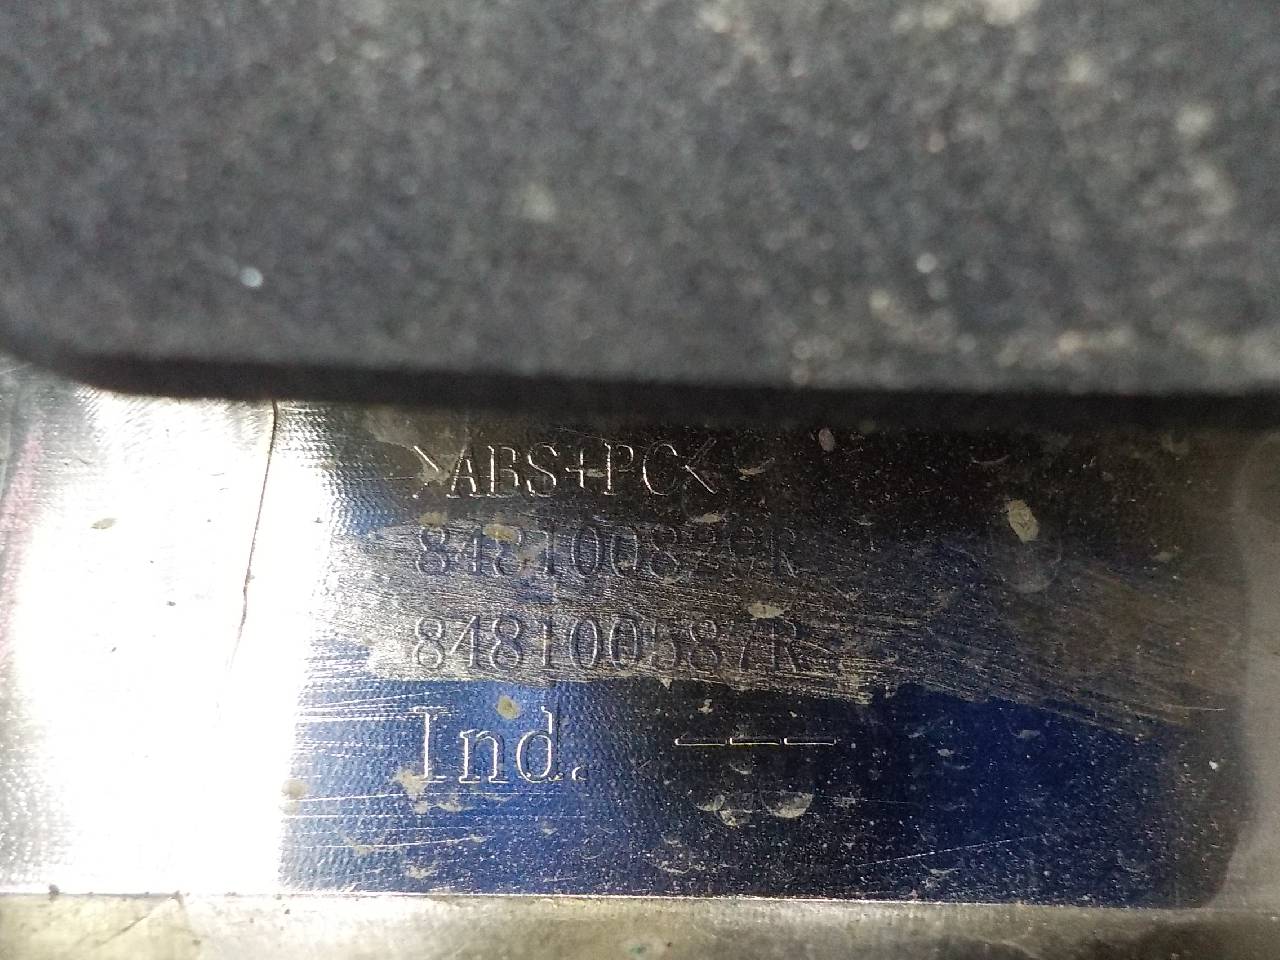 >ABS+PC<
848100829R
848100587R
Ind. ---